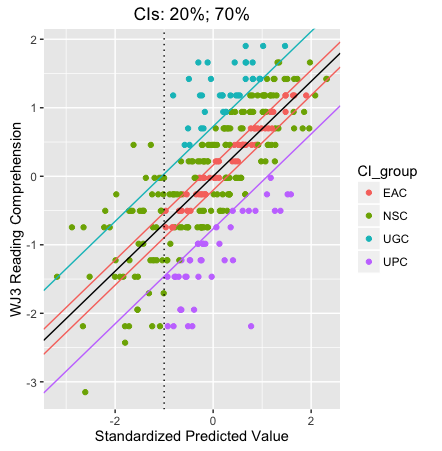 CIs: 20%; 70%
2
1
0
-1
-2
-3
WJ3 Reading Comprehension
-2
0
2
Standardized Predicted Value
CI_group
EAC
NSC
UGC
UPC